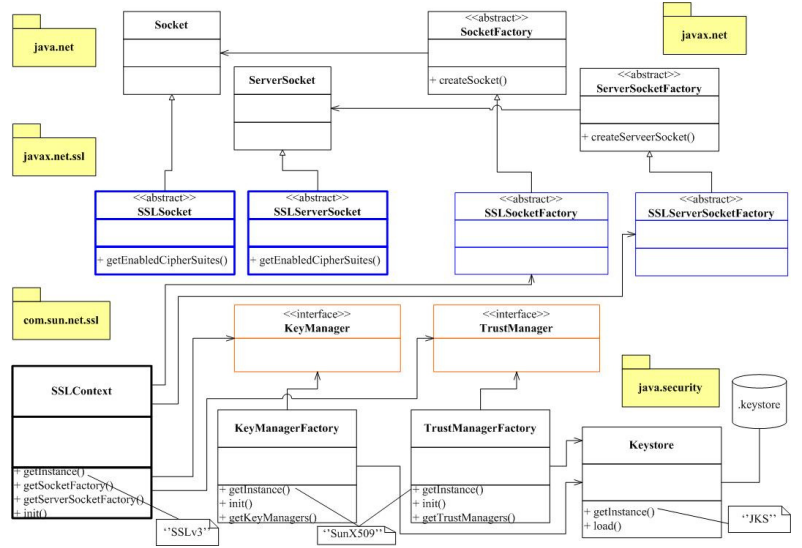 java.net
Socket
<<abstract>>
SocketFactory
+ createSocket()
javax.net
ServerSocket
<<abstract>>
ServerSocketFactory
+ createServeerSocket()
javax.net.ssl
<<abstract>>
SSLSocket
+ getEnabledCipherSuites()
<<abstract>>
SSLServerSocket
+ getEnabledCipherSuites()
<<abstract>>
SSLSocketFactory
<<abstract>>
SSLServerSocketFactory
com.sun.net.ssl
<<interface>>
KeyManager
<<interface>>
TrustManager
SSLContext
+ getInstance()
+ getSocketFactory()
+ getServerSocketFactory()
+ init()
‘’SSLv3’’
KeyManagerFactory
+ getInstance()
+ init()
+ getKeyManagers()
‘’SunX509’’
TrustManagerFactory
+ getInstance()
+ init()
+ getTrustManagers()
java.security
.keystore
Keystore
+ getInstance()
+ load()
‘’JKS’’